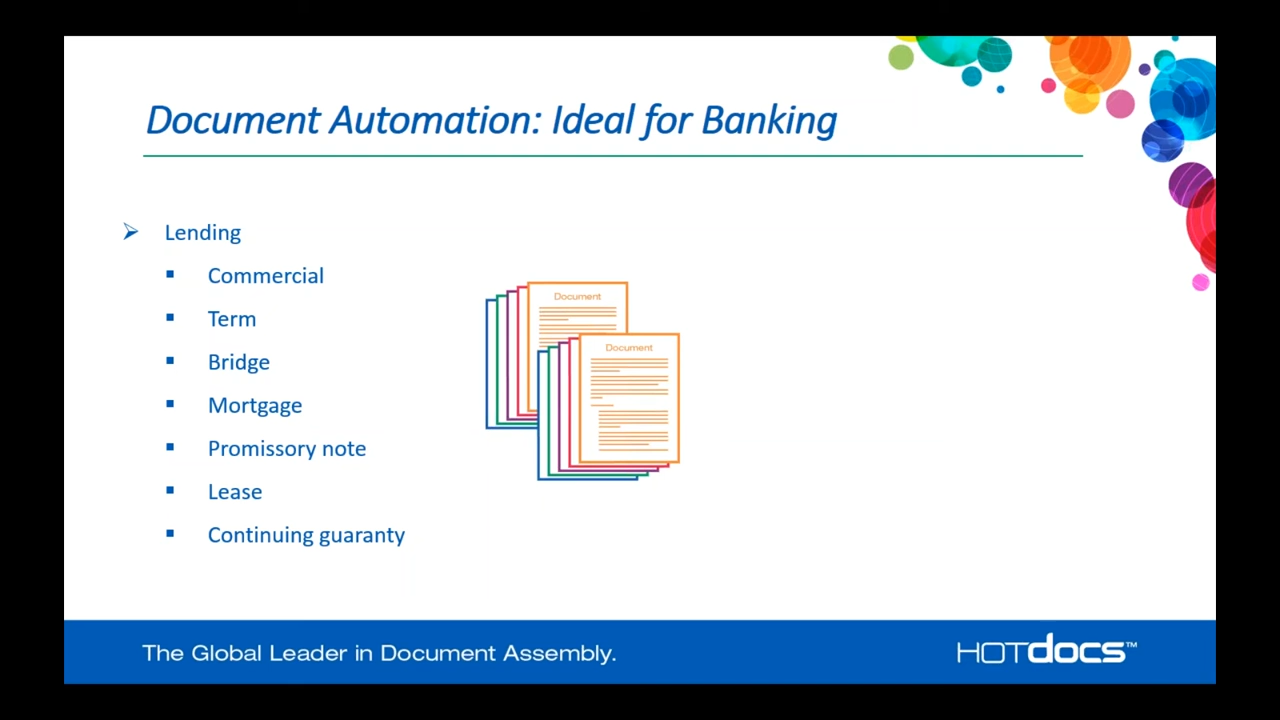 Document Automation: Ideal for Banking
Lending
Commercial
Term
Bridge
Mortgage
Promissory note
Lease
Continuing guaranty
Document
Document
The Global Leader in Document Assembly.
HOTdocs™